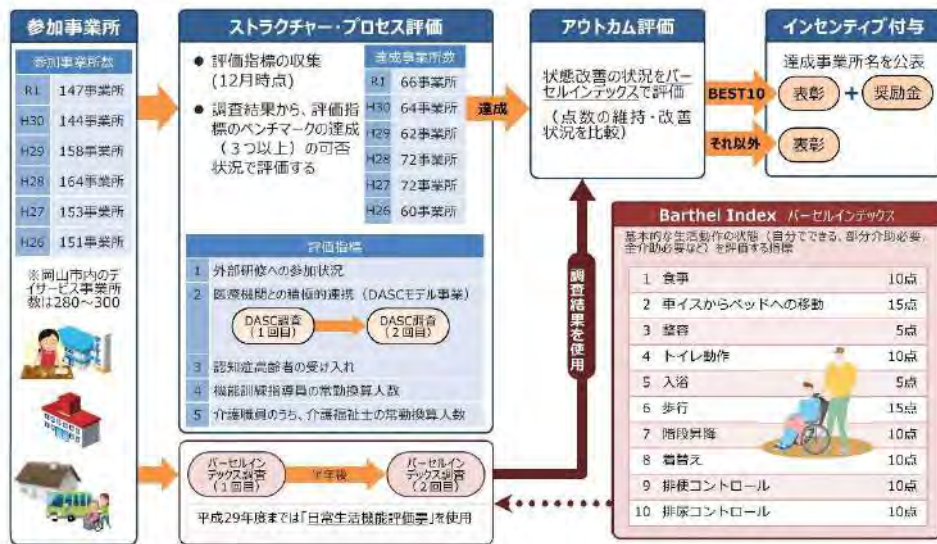 参加事業所
参加事業所数
R1 147事業所
H30 144事業所
H29 158事業所
H28 164事業所
H27 153事業所
H26 151事業所
※岡山市内のデ
イサービス事業所
数は280～300
ストラクチャー・プロセス評価
● 評価指標の収集
(12月時点)
● 調査結果から、評価指
標のベンチマークの達成
（3つ以上）の可否
状況で評価する
達成事業所数
R1 66事業所
H30 64事業所
H29 62事業所
H28 72事業所
H27 72事業所
H26 60事業所
評価指標
1 外部研修への参加状況
2 医療機関との積極的連携（DASCモデル事業）
DASC調査
(1回目)
DASC調査
(2回目)
3 認知症高齢者の受け入れ
4 機能訓練指導員の常勤換算人数
5 介護職員のうち、介護福祉士の常勤換算人数
バーセルイン
デックス調査
(1回目)
半年後
バーセルイン
デックス調査
(2回目)
平成29年度までは「日常生活機能評価票」を使用
達成
アウトカム評価
状態改善の状況をバー
セルインデックスで評価
（点数の維持・改善
状況を比較）
調査結果を使用
BEST10
それ以外
インセンティブ付与
達成事業所名を公表
表彰 + 奨励金
表彰
Barthel Index バーセルインデックス
基本的な生活動作の状態（自分でできる、部分介助必要、
全介助必要など）を評価する指標
1 食事 10点
2 車イスからベッドへの移動 15点
3 整容 5点
4 トイレ動作 10点
5 入浴 5点
6 歩行 15点
7 階段昇降 10点
8 着替え 10点
9 排便コントロール 10点
10 排尿コントロール 10点